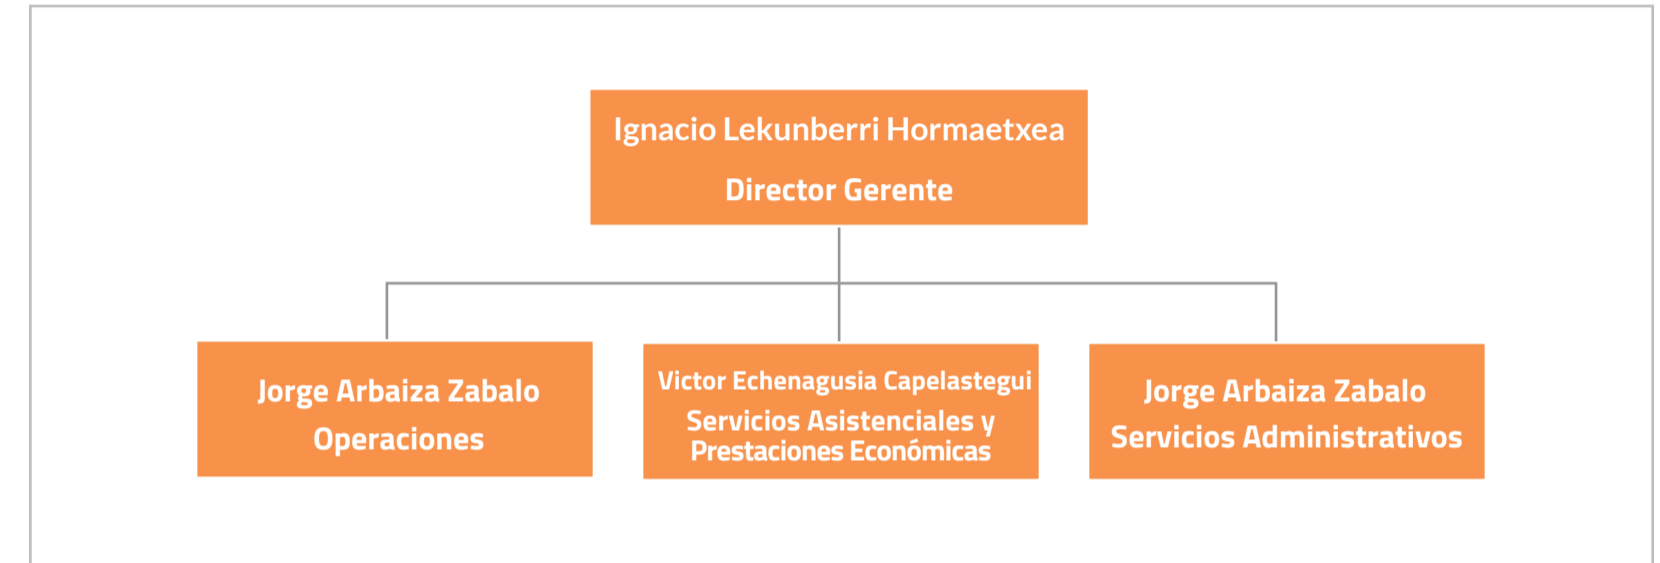 Ignacio Lekunberri Hormaetxea
Director Gerente
Jorge Arbaiza Zabalo
Operaciones
Victor Echenagusia Capelastegui
Servicios Asistenciales y
Prestaciones Económicas
Jorge Arbaiza Zabalo
Servicios Administrativos